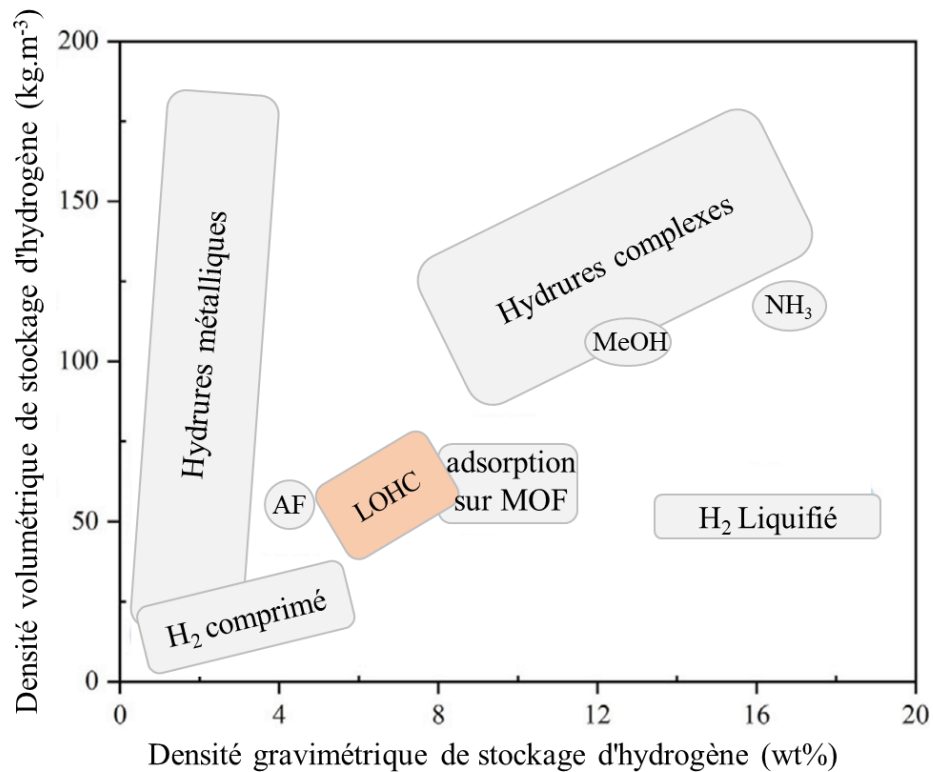 Densité volumétrique de stockage d'hydrogène (kg.m⁻³)
200
150
100
50
0
Hydrures métalliques
Hydrures complexes
NH₃
MeOH
AF
LOHC
adsorption
sur MOF
H₂ Liquifié
H₂ comprimé
0 4 8 12 16 20
Densité gravimétrique de stockage d'hydrogène (wt%)